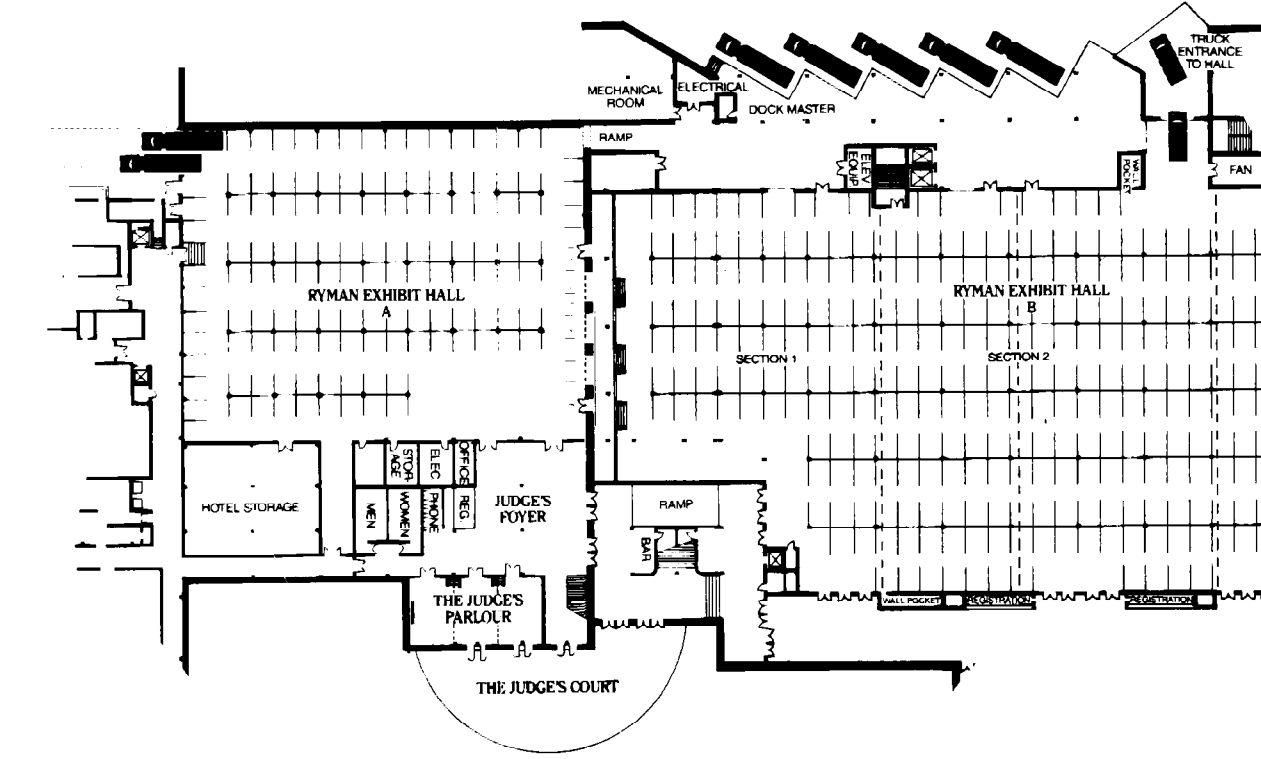 TRUCK
ENTRANCE
TO HALL
MECHANICAL
ROOM
ELECTRICAL
DOCK MASTER
RAMP
ELEV
EQUIP
WALL
POCKET
FAN
RYMAN EXHIBIT HALL
A
RYMAN EXHIBIT HALL
B
SECTION 1
SECTION 2
HOTEL STORAGE
STOR-
AGE
ELEC
OFFICE
MEN
WOMEN
PHONE
REG
JUDGE'S
FOYER
RAMP
BAR
THE JUDGE'S
PARLOUR
WALL POCKET
REGISTRATION
REGISTRATION
THE JUDGE'S COURT